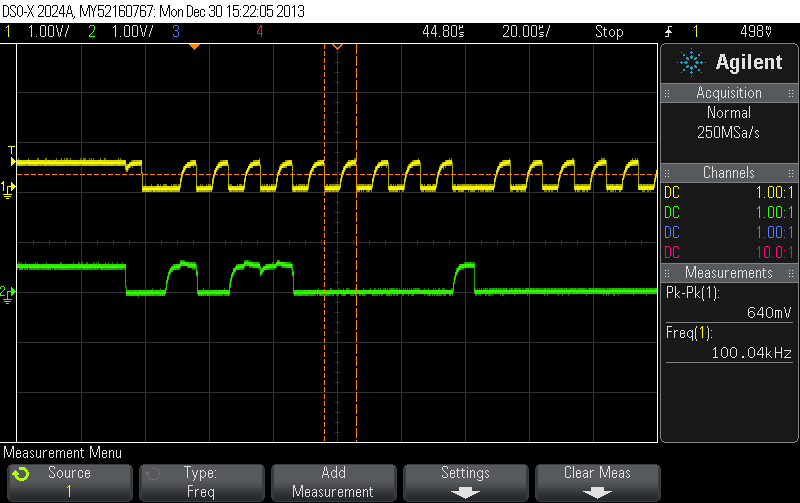 DSO-X 2024A, MY52160767: Mon Dec 30 15:22:05 2013
1 1.00V/ 2 1.00V/ 3 4 44.80s/ 20.00s/ Stop 1 498mV
Agilent
Acquisition
Normal
250MSa/s
Channels
DC 1.00:1
DC 1.00:1
DC 1.00:1
DC 10.0:1
Measurements
Pk-Pk(1):
640mV
Freq(1):
100.04kHz
T
1
2
Measurement Menu
Source
1
Type:
Freq
Add
Measurement
Settings
Clear Meas